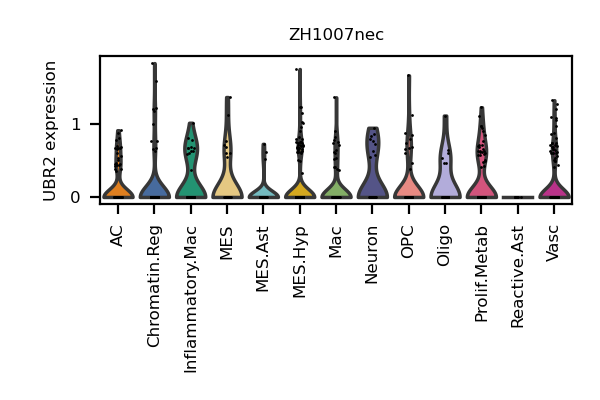 ZH1007nec
UBR2 expression
1
0
AC
Chromatin.Reg
Inflammatory.Mac
MES
MES.Ast
MES.Hyp
Mac
Neuron
OPC
Oligo
Prolif.Metab
Reactive.Ast
Vasc